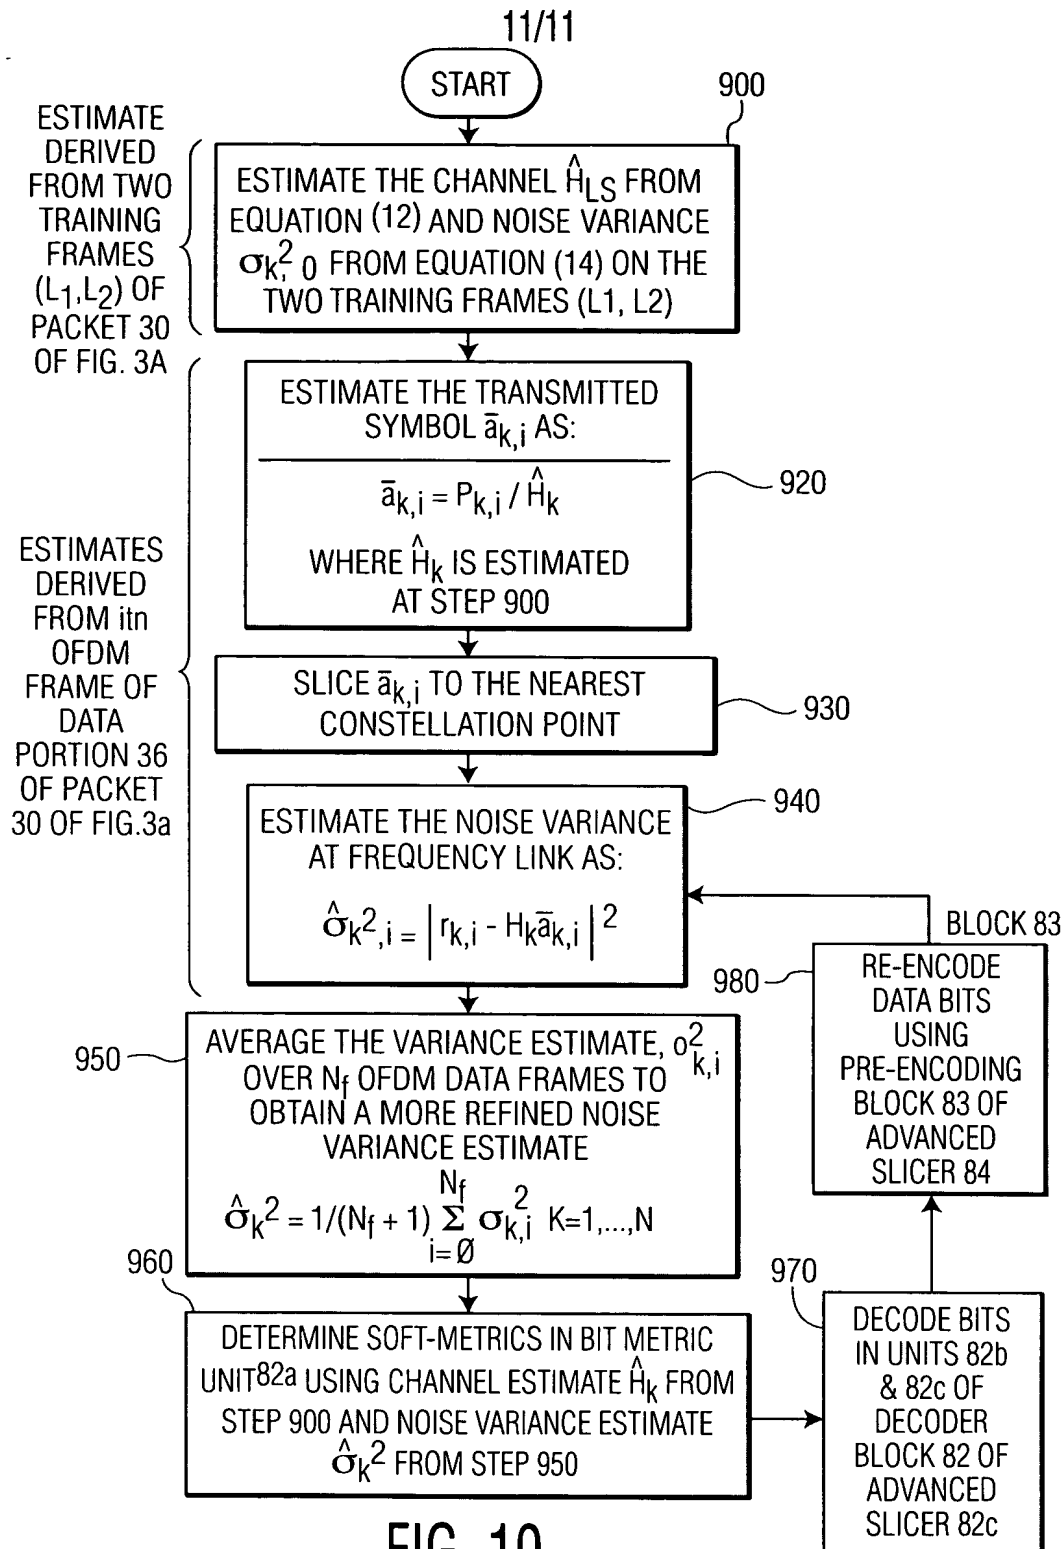 11/11
START
900
ESTIMATE
DERIVED
FROM TWO
TRAINING
FRAMES
(L1,L2) OF
PACKET 30
OF FIG. 3A
ESTIMATE THE CHANNEL ĤLS FROM
EQUATION (12) AND NOISE VARIANCE
σk,²0 FROM EQUATION (14) ON THE
TWO TRAINING FRAMES (L1, L2)
ESTIMATE THE TRANSMITTED
SYMBOL āk,i AS:
āk,i = Pk,i / Ĥk
WHERE Ĥk IS ESTIMATED
AT STEP 900
920
ESTIMATES
DERIVED
FROM itn
OFDM
FRAME OF
DATA
PORTION 36
OF PACKET
30 OF FIG.3a
SLICE āk,i TO THE NEAREST
CONSTELLATION POINT
930
940
ESTIMATE THE NOISE VARIANCE
AT FREQUENCY LINK AS:
σ̂k²,i = | rk,i - Hkāk,i | ²
950
AVERAGE THE VARIANCE ESTIMATE, o²k,i
OVER Nf OFDM DATA FRAMES TO
OBTAIN A MORE REFINED NOISE
VARIANCE ESTIMATE
Nf
σ̂k² = 1/(Nf + 1) Σ σk,i² K=1,...,N
i=Ø
960
DETERMINE SOFT-METRICS IN BIT METRIC
UNIT82a USING CHANNEL ESTIMATE Ĥk FROM
STEP 900 AND NOISE VARIANCE ESTIMATE
σ̂k² FROM STEP 950
970
DECODE BITS
IN UNITS 82b
& 82c OF
DECODER
BLOCK 82 OF
ADVANCED
SLICER 82c
BLOCK 83
980
RE-ENCODE
DATA BITS
USING
PRE-ENCODING
BLOCK 83 OF
ADVANCED
SLICER 84
FIG. 10